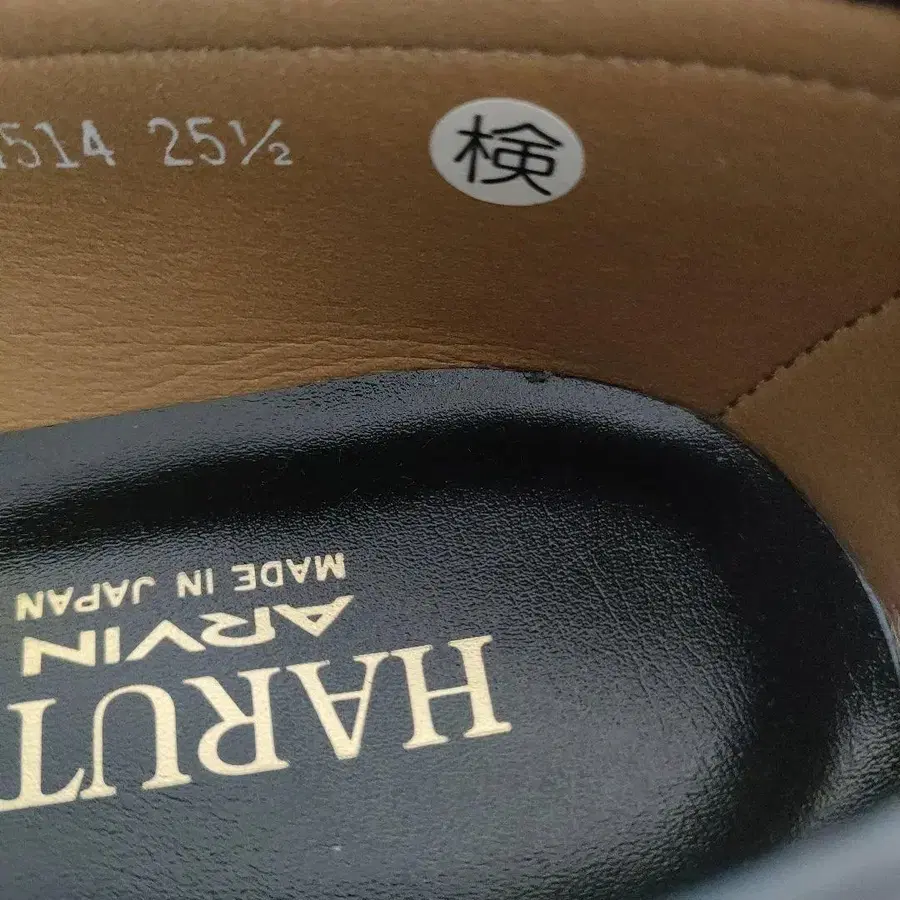 514 25½
検
HARUT
ARVIN
MADE IN JAPAN